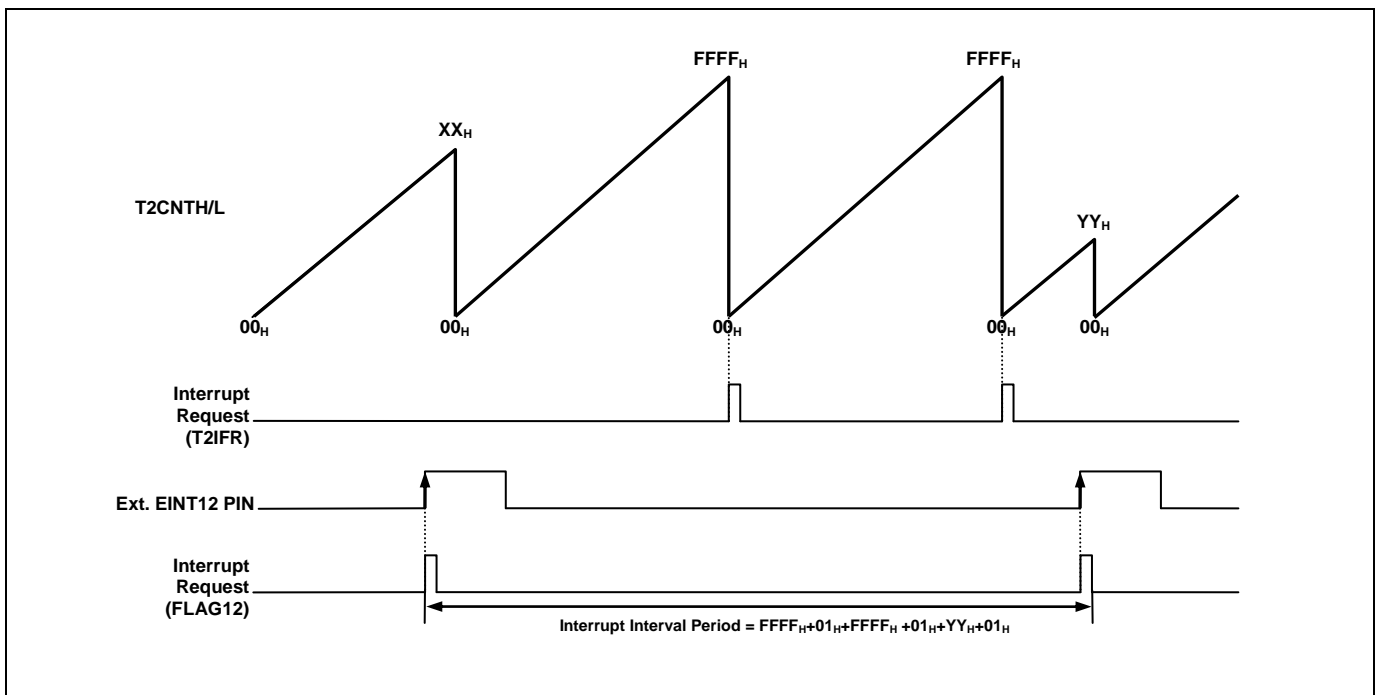 FFFFH
FFFFH
XXH
T2CNTH/L
YYH
00H
00H
00H
00H
00H
Interrupt
Request
(T2IFR)
Ext. EINT12 PIN
Interrupt
Request
(FLAG12)
Interrupt Interval Period = FFFFH+01H+FFFFH +01H+YYH+01H